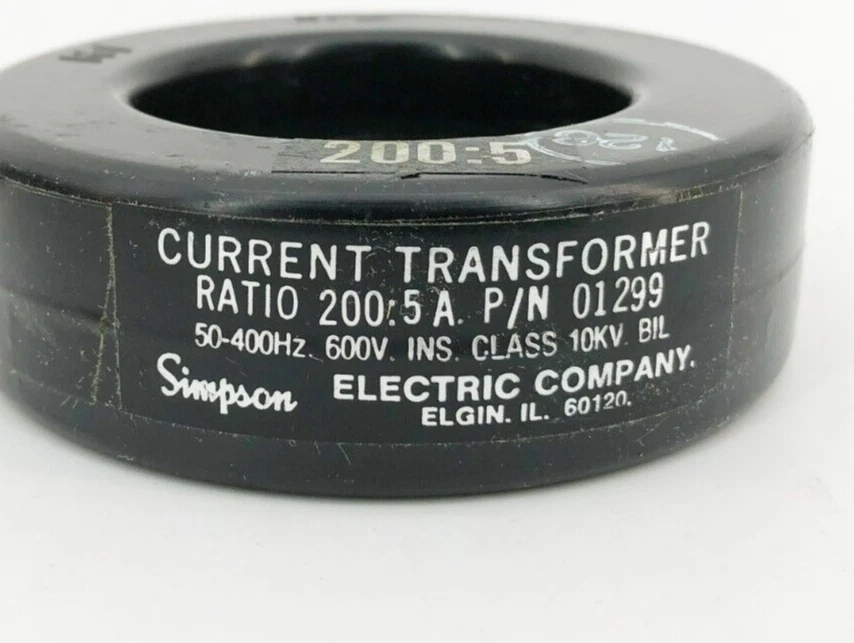 200:5
CURRENT TRANSFORMER
RATIO 200:5 A. P/N 01299
50-400Hz. 600V. INS. CLASS 10KV. BIL
Simpson ELECTRIC COMPANY.
ELGIN. IL. 60120.